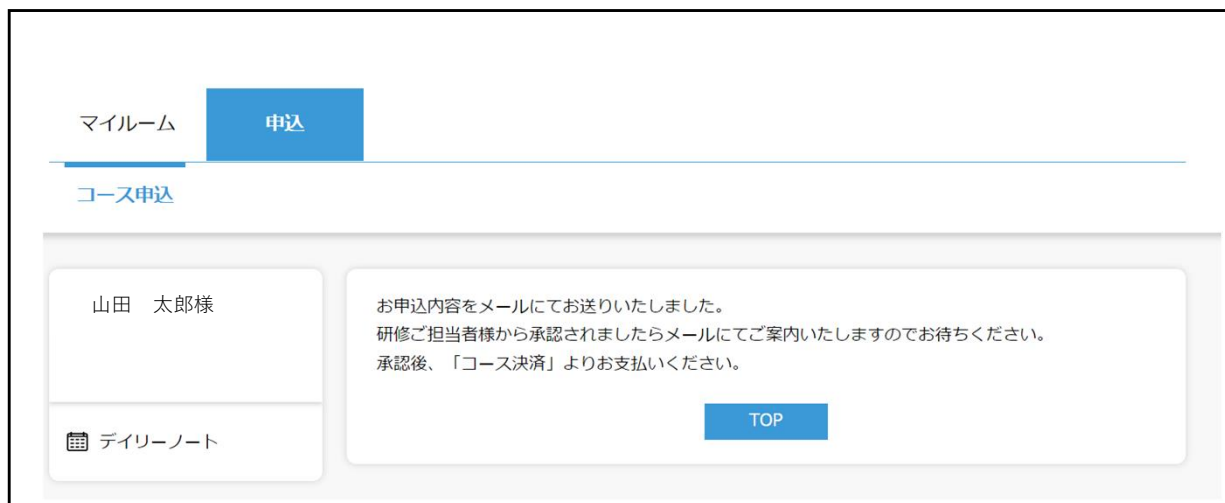 マイルーム 申込
コース申込
山田　太郎様
お申込内容をメールにてお送りいたしました。
研修ご担当者様から承認されましたらメールにてご案内いたしますのでお待ちください。
承認後、「コース決済」よりお支払いください。
TOP
デイリーノート